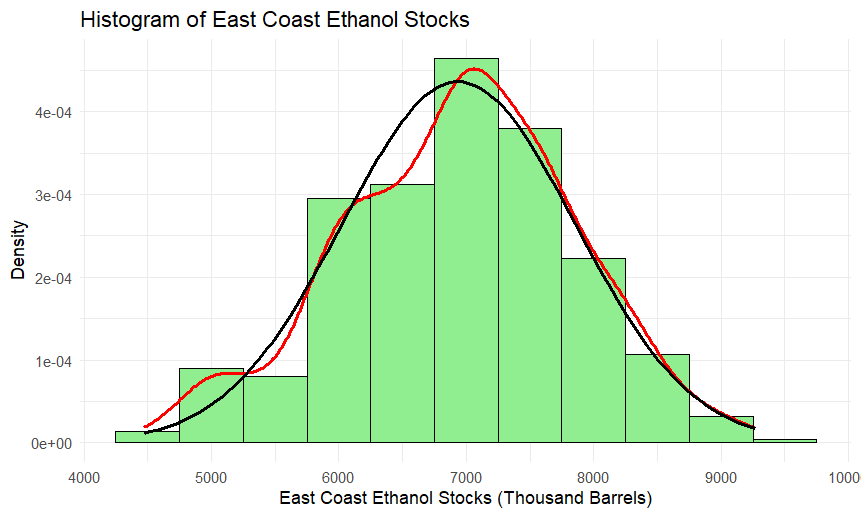 Histogram of East Coast Ethanol Stocks
Density
4e-04
3e-04
2e-04
1e-04
0e+00
4000 5000 6000 7000 8000 9000 10000
East Coast Ethanol Stocks (Thousand Barrels)